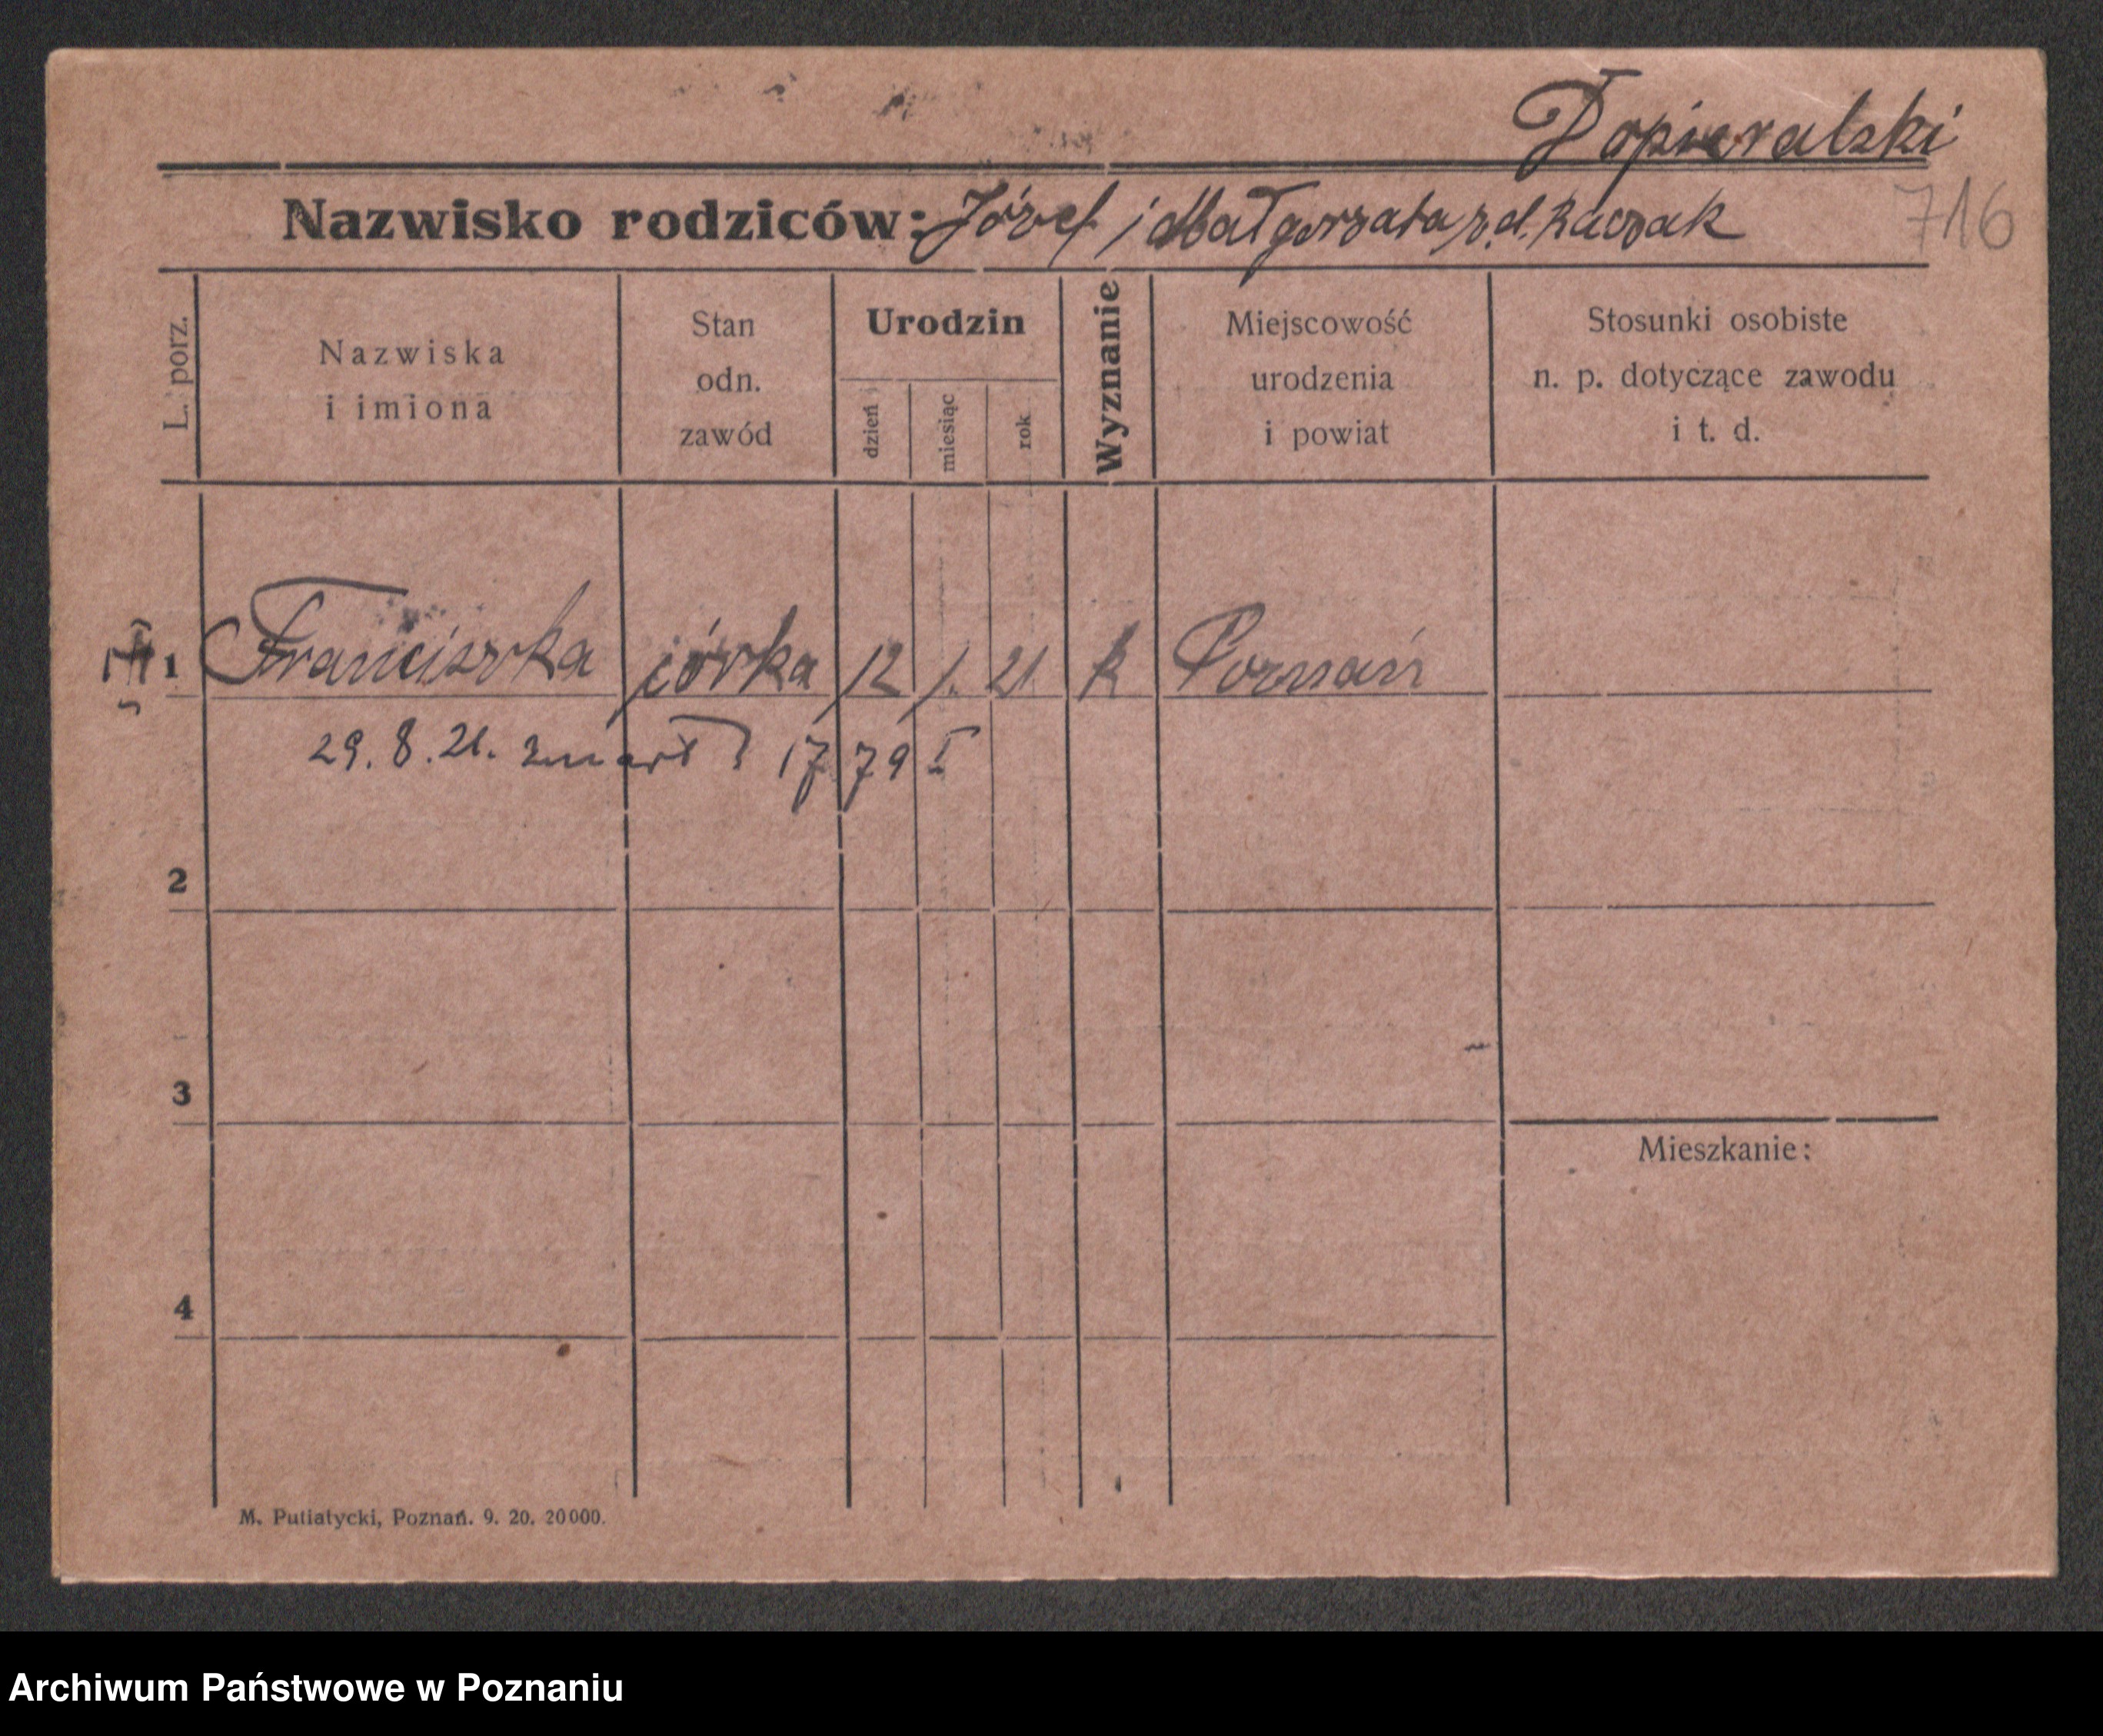 Dopieralski
Nazwisko rodziców: Józef i Małgorzata z d. Raczak
716
L. porz.
Nazwiska
i imiona
Stan
odn.
zawód
Urodzin
dzień
miesiąc
rok
Wyznanie
Miejscowość
urodzenia
i powiat
Stosunki osobiste
n. p. dotyczące zawodu
i t. d.
1 Franciszka córka 12 1. 21 k Poznań
29. 8. 21. zmarł 1779 I
2
3
Mieszkanie:
4
M. Putiatycki, Poznań. 9. 20. 20000.
Archiwum Państwowe w Poznaniu